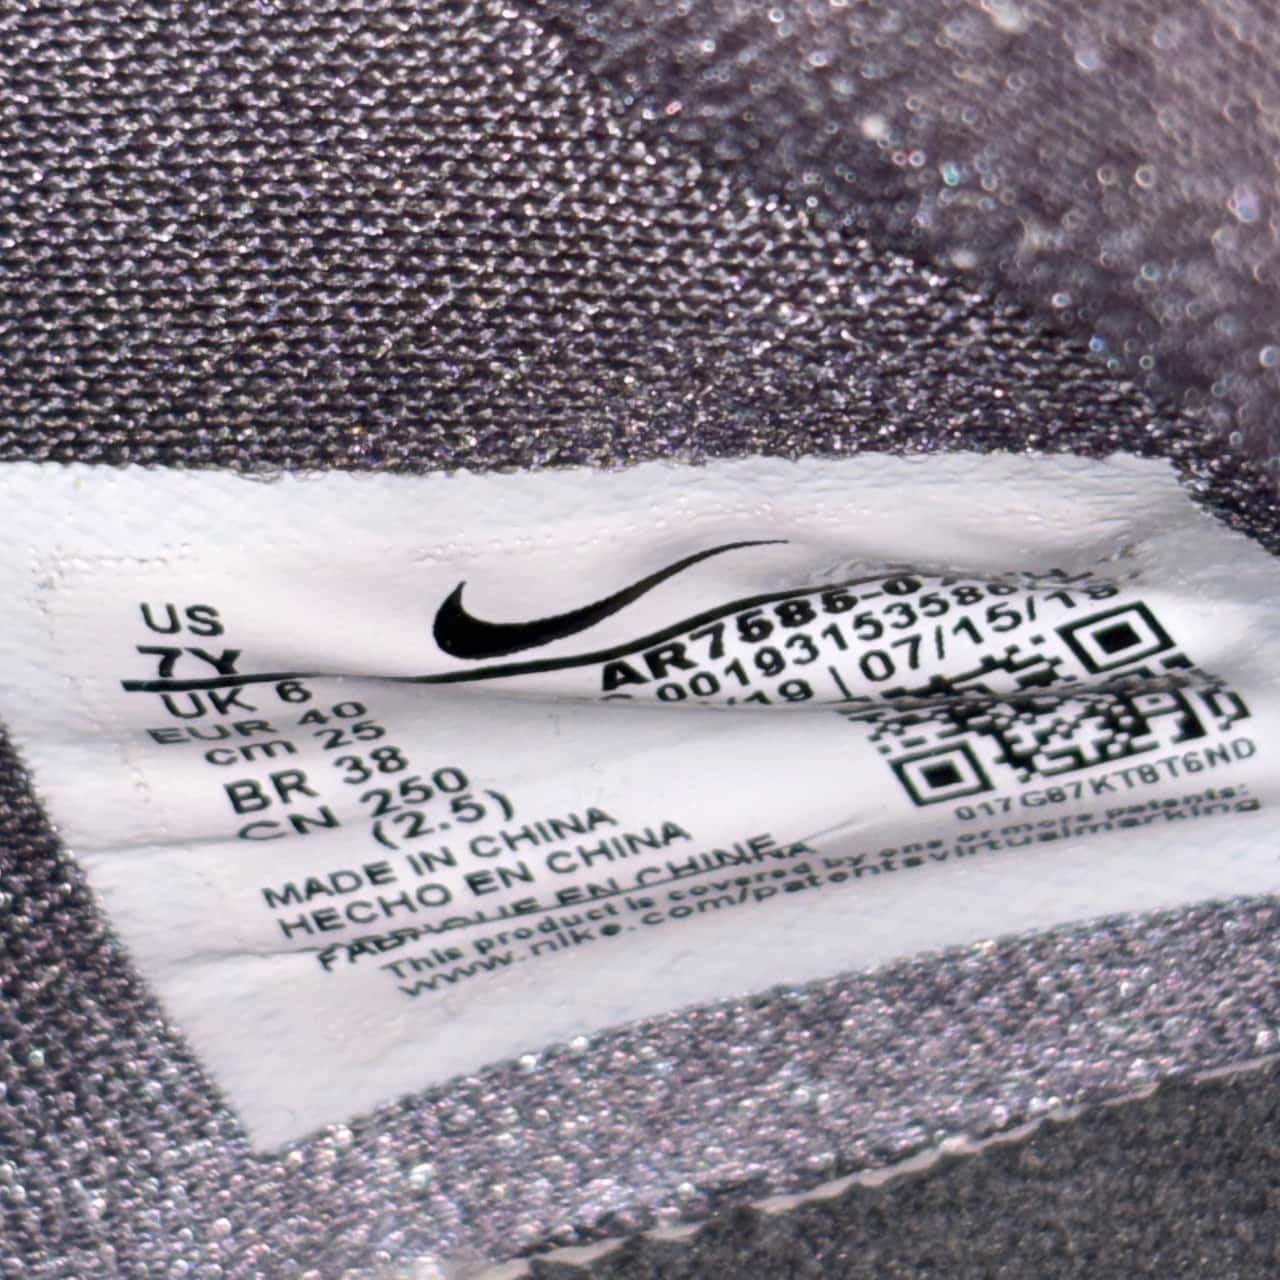 US
7Y
UK 6
EUR 40
cm 25
BR 38
CN 250
(2.5)
MADE IN CHINA
HECHO EN CHINA
FABRIQUE EN CHINE
This product is covered by one or more patents:
www.nike.com/patentsvirtualmarking
07/15/19
017G87KT8T6ND